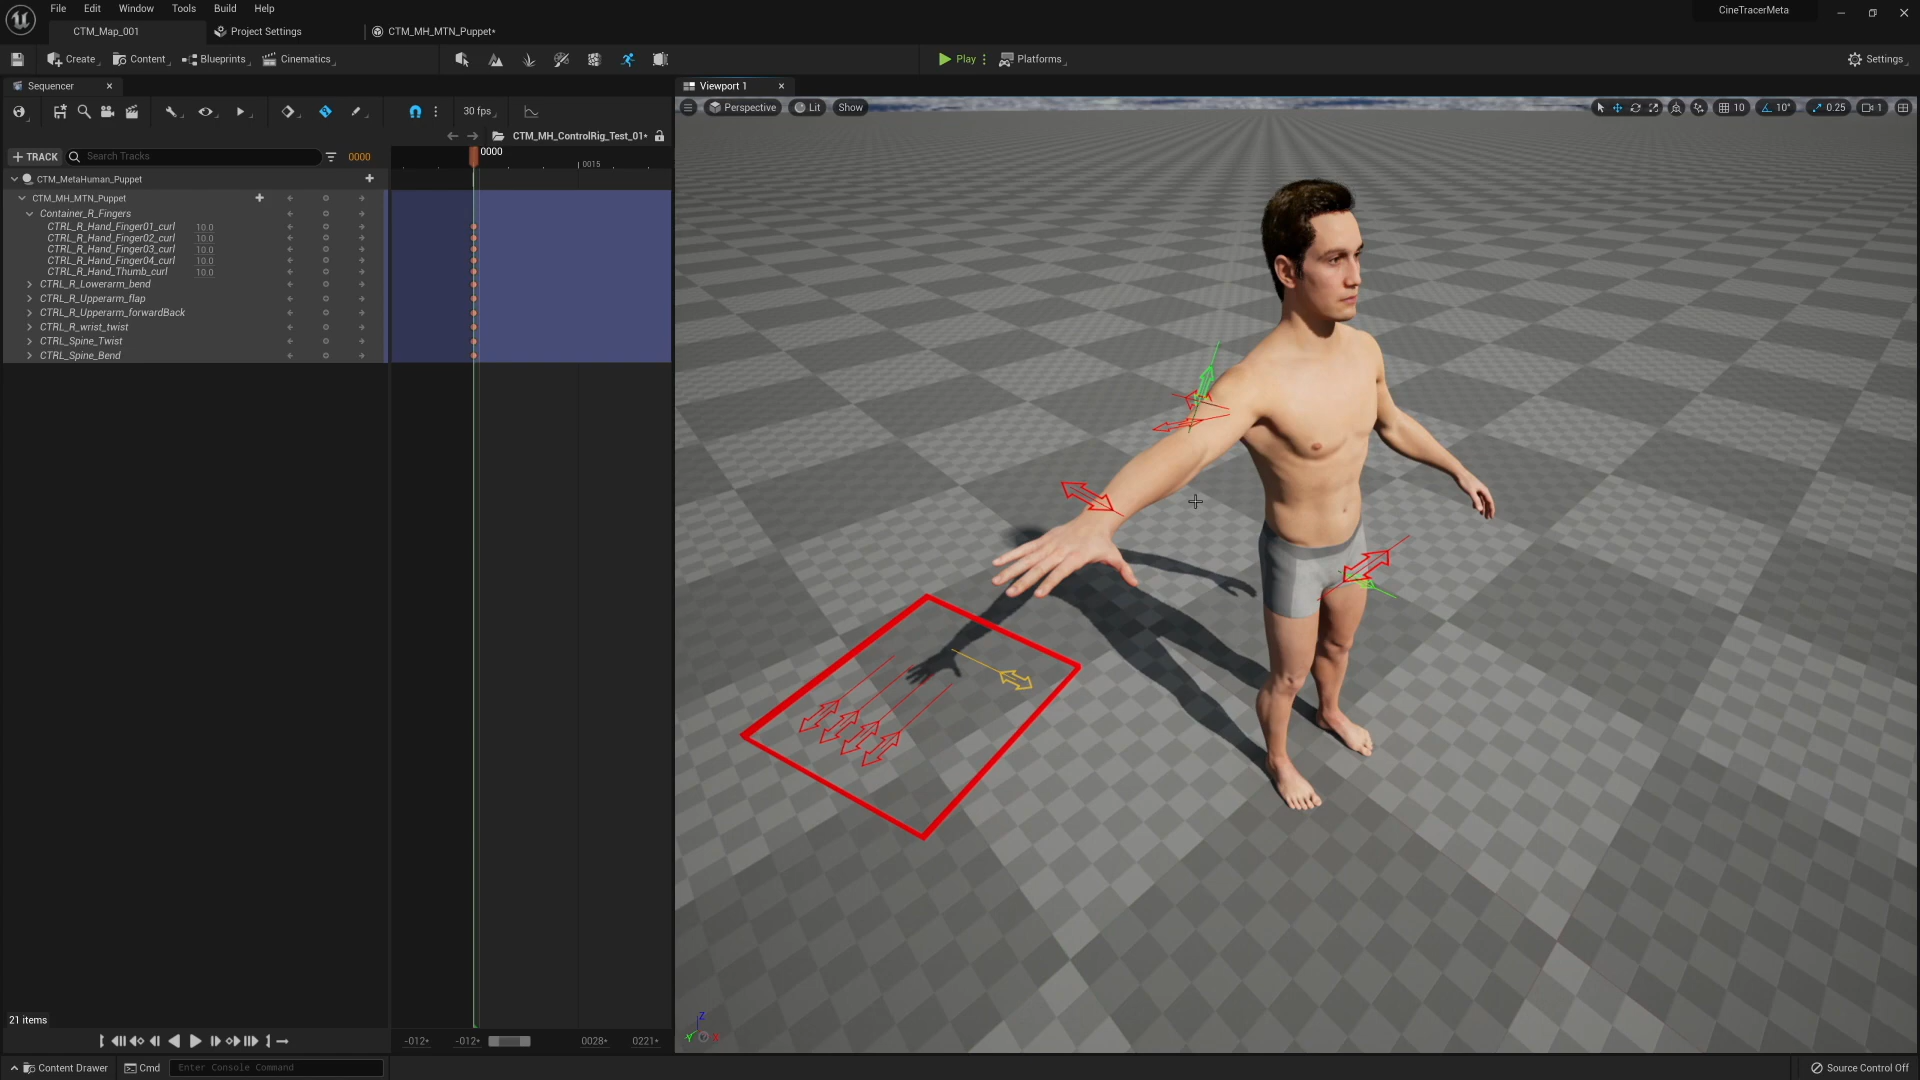 File Edit Window Tools Build Help
CineTracerMeta
CTM_Map_001
Project Settings
CTM_MH_MTN_Puppet*
Create
Content
Blueprints
Cinematics
Play
Platforms
Settings
Sequencer
Viewport 1
30 fps
Perspective
Lit
Show
10
10°
0.25
1
CTM_MH_ControlRig_Test_01*
+ TRACK
Search Tracks
0000
0000
0015
CTM_MetaHuman_Puppet
CTM_MH_MTN_Puppet
Container_R_Fingers
CTRL_R_Hand_Finger01_curl 10.0
CTRL_R_Hand_Finger02_curl 10.0
CTRL_R_Hand_Finger03_curl 10.0
CTRL_R_Hand_Finger04_curl 10.0
CTRL_R_Hand_Thumb_curl 10.0
CTRL_R_Lowerarm_bend
CTRL_R_Upperarm_flap
CTRL_R_Upperarm_forwardBack
CTRL_R_wrist_twist
CTRL_Spine_Twist
CTRL_Spine_Bend
21 items
-012+
-012+
0028+
0221+
Z
Y
X
Content Drawer
Cmd
Enter Console Command
Source Control Off